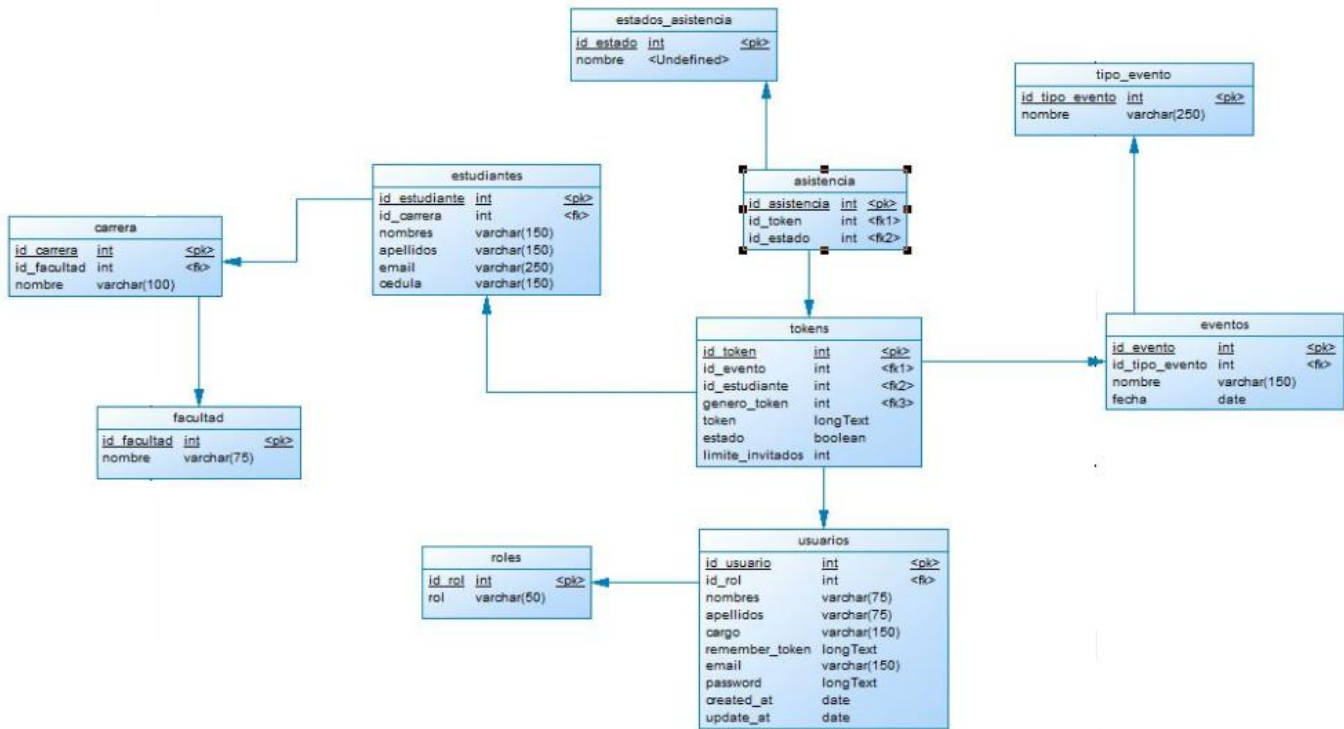 estados_asistencia
id_estado int <pk>
nombre <Undefined>
tipo_evento
id_tipo_evento int <pk>
nombre varchar(250)
estudiantes
id_estudiante int <pk>
id_carrera int <fk>
nombres varchar(150)
apellidos varchar(150)
email varchar(250)
cedula varchar(150)
asistencia
id_asistencia int <pk>
id_token int <fk1>
id_estado int <fk2>
carrera
id_carrera int <pk>
id_facultad int <fk>
nombre varchar(100)
tokens
id_token int <pk>
id_evento int <fk1>
id_estudiante int <fk2>
genero_token int <fk3>
token longText
estado boolean
limite_invitados int
eventos
id_evento int <pk>
id_tipo_evento int <fk>
nombre varchar(150)
fecha date
facultad
id_facultad int <pk>
nombre varchar(75)
roles
id_rol int <pk>
rol varchar(50)
usuarios
id_usuario int <pk>
id_rol int <fk>
nombres varchar(75)
apellidos varchar(75)
cargo varchar(150)
remember_token longText
email varchar(150)
password longText
created_at date
update_at date